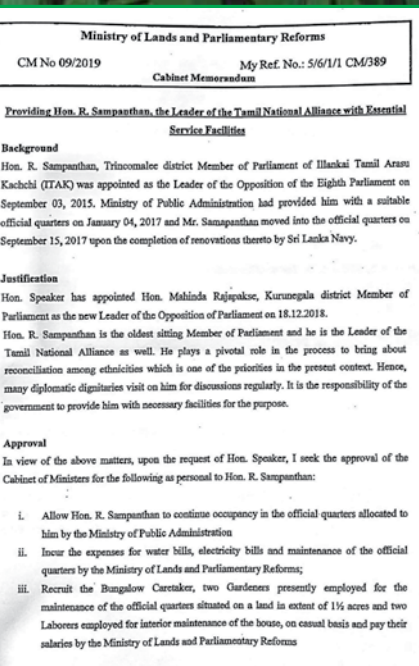 Ministry of Lands and Parliamentary Reforms
CM No 09/2019 My Ref. No.: 5/6/1/1 CM/389
Cabinet Memorandum
Providing Hon. R. Sampanthan, the Leader of the Tamil National Alliance with Essential
Service Facilities
Background
Hon. R. Sampanthan, Trincomalee district Member of Parliament of Illankai Tamil Arasu
Kachchi (ITAK) was appointed as the Leader of the Opposition of the Eighth Parliament on
September 03, 2015. Ministry of Public Administration had provided him with a suitable
official quarters on January 04, 2017 and Mr. Samapanthan moved into the official quarters on
September 15, 2017 upon the completion of renovations thereto by Sri Lanka Navy.
Justification
Hon. Speaker has appointed Hon. Mahinda Rajapakse, Kurunegala district Member of
Parliament as the new Leader of the Opposition of Parliament on 18.12.2018.
Hon. R. Sampanthan is the oldest sitting Member of Parliament and he is the Leader of the
Tamil National Alliance as well. He plays a pivotal role in the process to bring about
reconciliation among ethnicities which is one of the priorities in the present context. Hence,
many diplomatic dignitaries visit on him for discussions regularly. It is the responsibility of the
government to provide him with necessary facilities for the purpose.
Approval
In view of the above matters, upon the request of Hon. Speaker, I seek the approval of the
Cabinet of Ministers for the following as personal to Hon. R. Sampanthan:
i. Allow Hon. R. Sampanthan to continue occupancy in the official quarters allocated to
him by the Ministry of Public Administration
ii. Incur the expenses for water bills, electricity bills and maintenance of the official
quarters by the Ministry of Lands and Parliamentary Reforms;
iii. Recruit the Bungalow Caretaker, two Gardeners presently employed for the
maintenance of the official quarters situated on a land in extent of 1½ acres and two
Laborers employed for interior maintenance of the house, on casual basis and pay their
salaries by the Ministry of Lands and Parliamentary Reforms